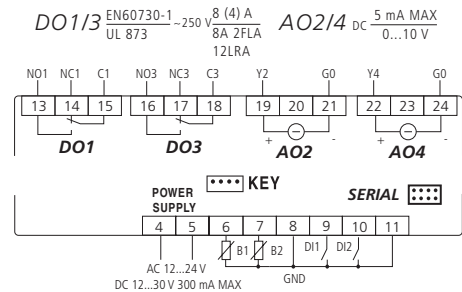 DO1/3 EN60730-1 ~250 V 8 (4) A AO2/4 DC 5 mA MAX
UL 873 8A 2FLA 0...10 V
12LRA
NO1 NC1 C1 NO3 NC3 C3 Y2 G0 Y4 G0
13 14 15 16 17 18 19 20 21 22 23 24
+ - + -
DO1 DO3 AO2 AO4
KEY
POWER SERIAL
SUPPLY
4 5 6 7 8 9 10 11
B1 B2 DI1 DI2
AC 12...24 V
GND
DC 12...30 V 300 mA MAX